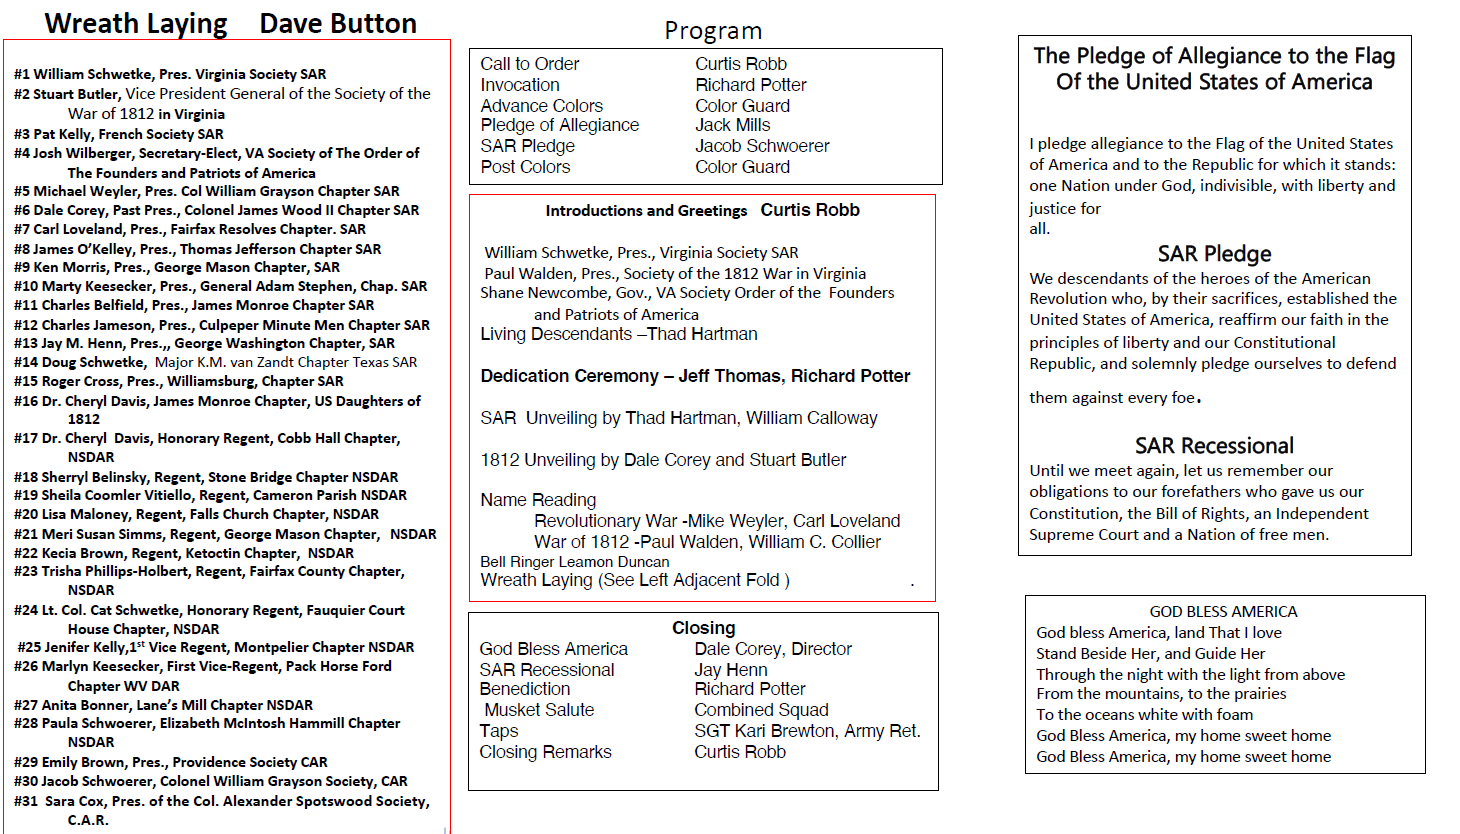 Wreath Laying Dave Button
#1 William Schwetke, Pres. Virginia Society SAR
#2 Stuart Butler, Vice President General of the Society of the
War of 1812 in Virginia
#3 Pat Kelly, French Society SAR
#4 Josh Wilberger, Secretary-Elect, VA Society of The Order of
The Founders and Patriots of America
#5 Michael Weyler, Pres. Col William Grayson Chapter SAR
#6 Dale Corey, Past Pres., Colonel James Wood II Chapter SAR
#7 Carl Loveland, Pres., Fairfax Resolves Chapter. SAR
#8 James O’Kelley, Pres., Thomas Jefferson Chapter SAR
#9 Ken Morris, Pres., George Mason Chapter, SAR
#10 Marty Keesecker, Pres., General Adam Stephen, Chap. SAR
#11 Charles Belfield, Pres., James Monroe Chapter SAR
#12 Charles Jameson, Pres., Culpeper Minute Men Chapter SAR
#13 Jay M. Henn, Pres.,, George Washington Chapter, SAR
#14 Doug Schwetke, Major K.M. van Zandt Chapter Texas SAR
#15 Roger Cross, Pres., Williamsburg, Chapter SAR
#16 Dr. Cheryl Davis, James Monroe Chapter, US Daughters of
1812
#17 Dr. Cheryl Davis, Honorary Regent, Cobb Hall Chapter,
NSDAR
#18 Sherryl Belinsky, Regent, Stone Bridge Chapter NSDAR
#19 Sheila Coomler Vitiello, Regent, Cameron Parish NSDAR
#20 Lisa Maloney, Regent, Falls Church Chapter, NSDAR
#21 Meri Susan Simms, Regent, George Mason Chapter, NSDAR
#22 Kecia Brown, Regent, Ketoctin Chapter, NSDAR
#23 Trisha Phillips-Holbert, Regent, Fairfax County Chapter,
NSDAR
#24 Lt. Col. Cat Schwetke, Honorary Regent, Fauquier Court
House Chapter, NSDAR
#25 Jenifer Kelly,1st Vice Regent, Montpelier Chapter NSDAR
#26 Marlyn Keesecker, First Vice-Regent, Pack Horse Ford
Chapter WV DAR
#27 Anita Bonner, Lane’s Mill Chapter NSDAR
#28 Paula Schwoerer, Elizabeth McIntosh Hammill Chapter
NSDAR
#29 Emily Brown, Pres., Providence Society CAR
#30 Jacob Schwoerer, Colonel William Grayson Society, CAR
#31 Sara Cox, Pres. of the Col. Alexander Spotswood Society,
C.A.R.
Program
Call to Order Curtis Robb
Invocation Richard Potter
Advance Colors Color Guard
Pledge of Allegiance Jack Mills
SAR Pledge Jacob Schwoerer
Post Colors Color Guard
Introductions and Greetings Curtis Robb
William Schwetke, Pres., Virginia Society SAR
Paul Walden, Pres., Society of the 1812 War in Virginia
Shane Newcombe, Gov., VA Society Order of the Founders
and Patriots of America
Living Descendants –Thad Hartman
Dedication Ceremony – Jeff Thomas, Richard Potter
SAR Unveiling by Thad Hartman, William Calloway
1812 Unveiling by Dale Corey and Stuart Butler
Name Reading
Revolutionary War -Mike Weyler, Carl Loveland
War of 1812 -Paul Walden, William C. Collier
Bell Ringer Leamon Duncan
Wreath Laying (See Left Adjacent Fold ) .
Closing
God Bless America Dale Corey, Director
SAR Recessional Jay Henn
Benediction Richard Potter
Musket Salute Combined Squad
Taps SGT Kari Brewton, Army Ret.
Closing Remarks Curtis Robb
The Pledge of Allegiance to the Flag
Of the United States of America
I pledge allegiance to the Flag of the United States
of America and to the Republic for which it stands:
one Nation under God, indivisible, with liberty and
justice for
all.
SAR Pledge
We descendants of the heroes of the American
Revolution who, by their sacrifices, established the
United States of America, reaffirm our faith in the
principles of liberty and our Constitutional
Republic, and solemnly pledge ourselves to defend
them against every foe.
SAR Recessional
Until we meet again, let us remember our
obligations to our forefathers who gave us our
Constitution, the Bill of Rights, an Independent
Supreme Court and a Nation of free men.
GOD BLESS AMERICA
God bless America, land That I love
Stand Beside Her, and Guide Her
Through the night with the light from above
From the mountains, to the prairies
To the oceans white with foam
God Bless America, my home sweet home
God Bless America, my home sweet home